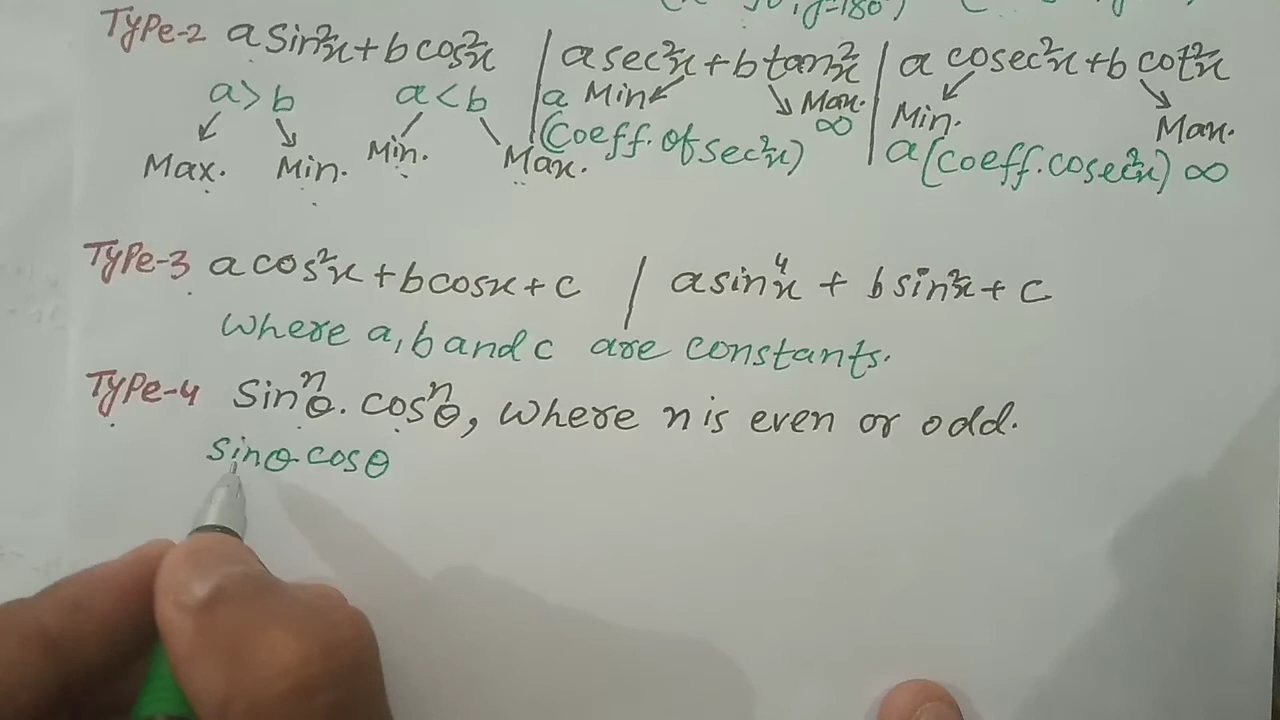 y=180°)
Type-2 a sin²x + b cos²x | a sec²x + b tan²x | a cosec²x + b cot²x
a > b a < b a Min. Max. ∞ Min. Max.
Max. Min. Min. Max. (Coeff. of sec²x) a (coeff. cosec²x) ∞
Type-3 a cos²x + b cosx + c | a sin⁴x + b sin²x + c
Where a, b and c are constants.
Type-4 Sinⁿθ. cosⁿθ, Where n is even or odd.
sinθ cosθ